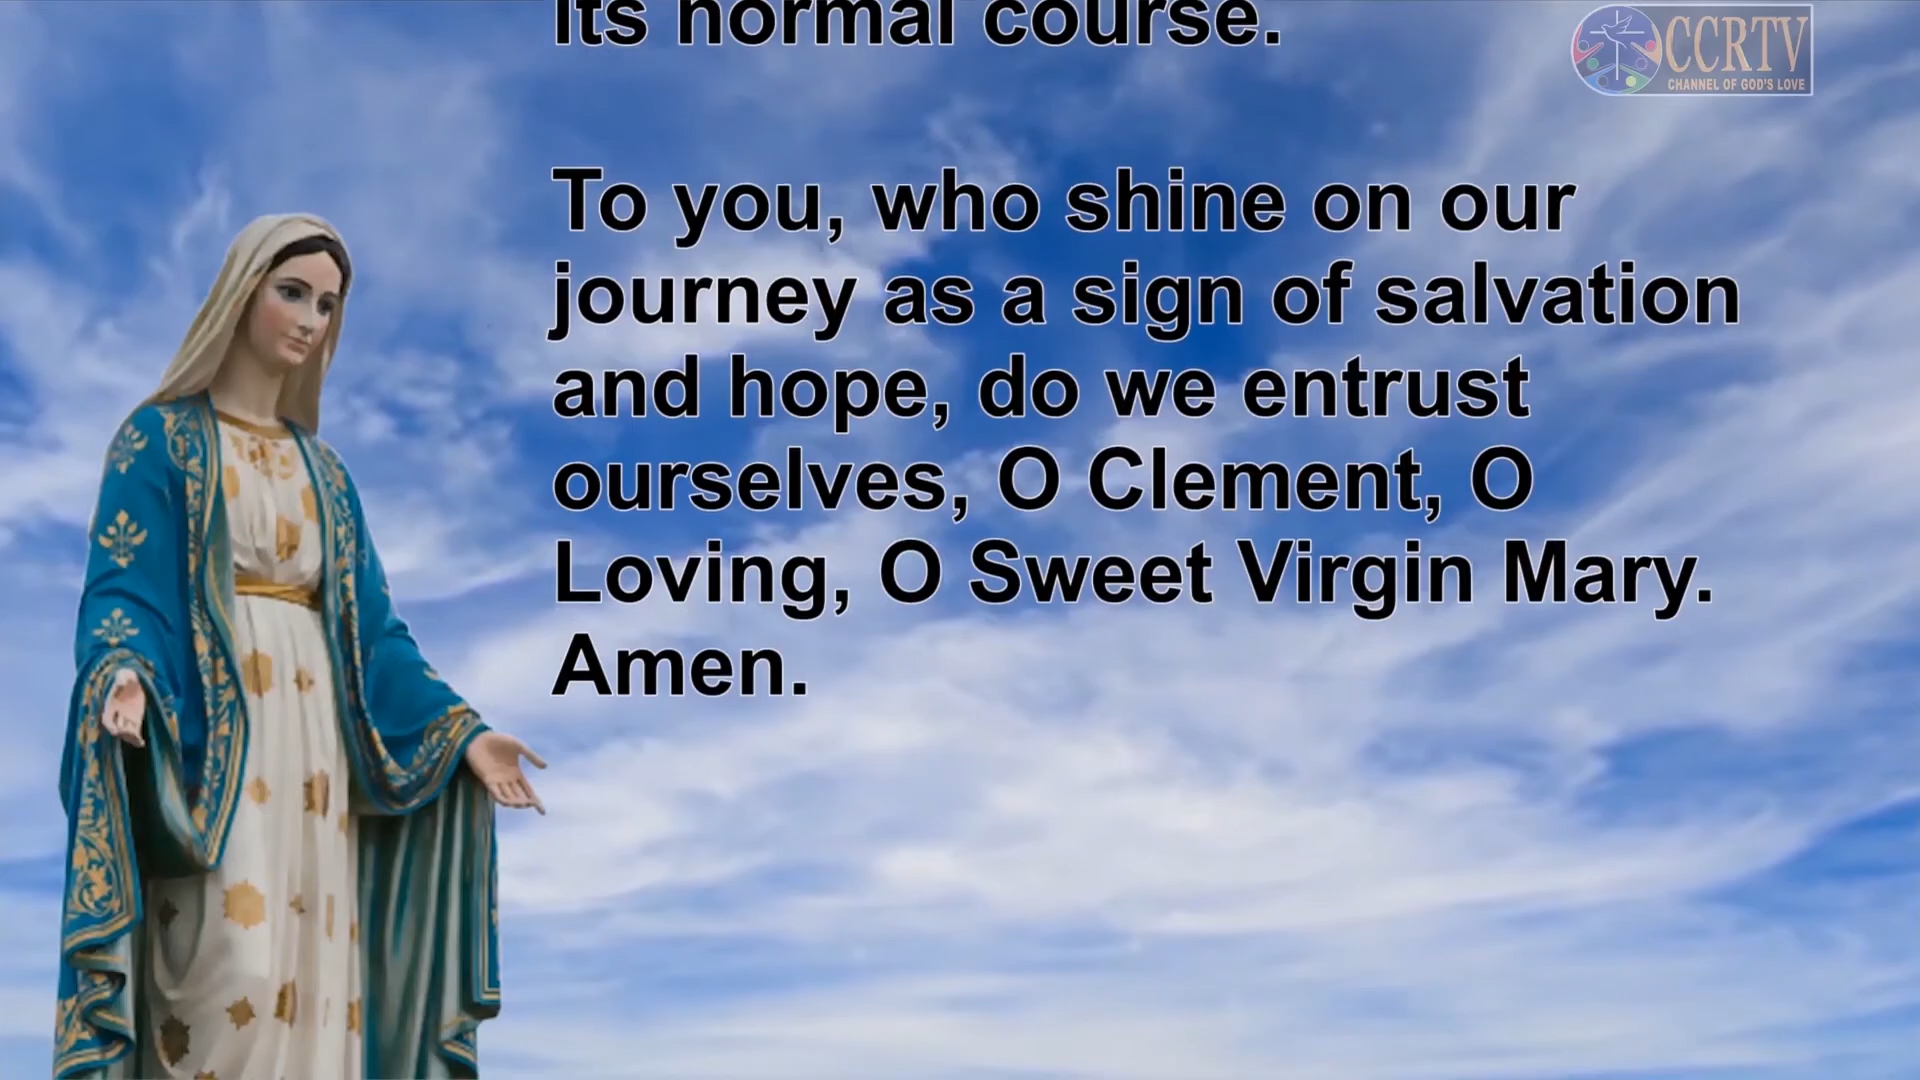 its normal course.
CCRTV
CHANNEL OF GOD'S LOVE
To you, who shine on our
journey as a sign of salvation
and hope, do we entrust
ourselves, O Clement, O
Loving, O Sweet Virgin Mary.
Amen.